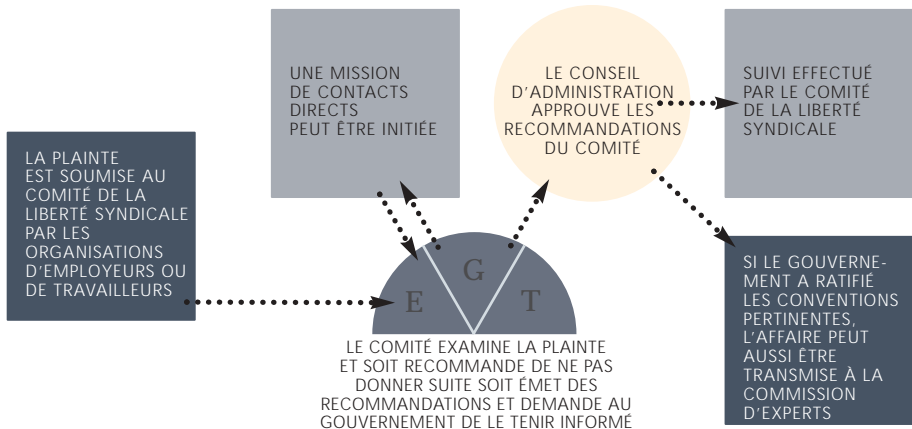 LA PLAINTE
EST SOUMISE AU
COMITÉ DE LA
LIBERTÉ SYNDICALE
PAR LES
ORGANISATIONS
D'EMPLOYEURS OU
DE TRAVAILLEURS
UNE MISSION
DE CONTACTS
DIRECTS
PEUT ÊTRE INITIÉE
E
G
T
LE COMITÉ EXAMINE LA PLAINTE
ET SOIT RECOMMANDE DE NE PAS
DONNER SUITE SOIT ÉMET DES
RECOMMANDATIONS ET DEMANDE AU
GOUVERNEMENT DE LE TENIR INFORMÉ
LE CONSEIL
D'ADMINISTRATION
APPROUVE LES
RECOMMANDATIONS
DU COMITÉ
SUIVI EFFECTUÉ
PAR LE COMITÉ
DE LA LIBERTÉ
SYNDICALE
SI LE GOUVERNE-
MENT A RATIFIÉ
LES CONVENTIONS
PERTINENTES,
L'AFFAIRE PEUT
AUSSI ÊTRE
TRANSMISE À LA
COMMISSION
D'EXPERTS